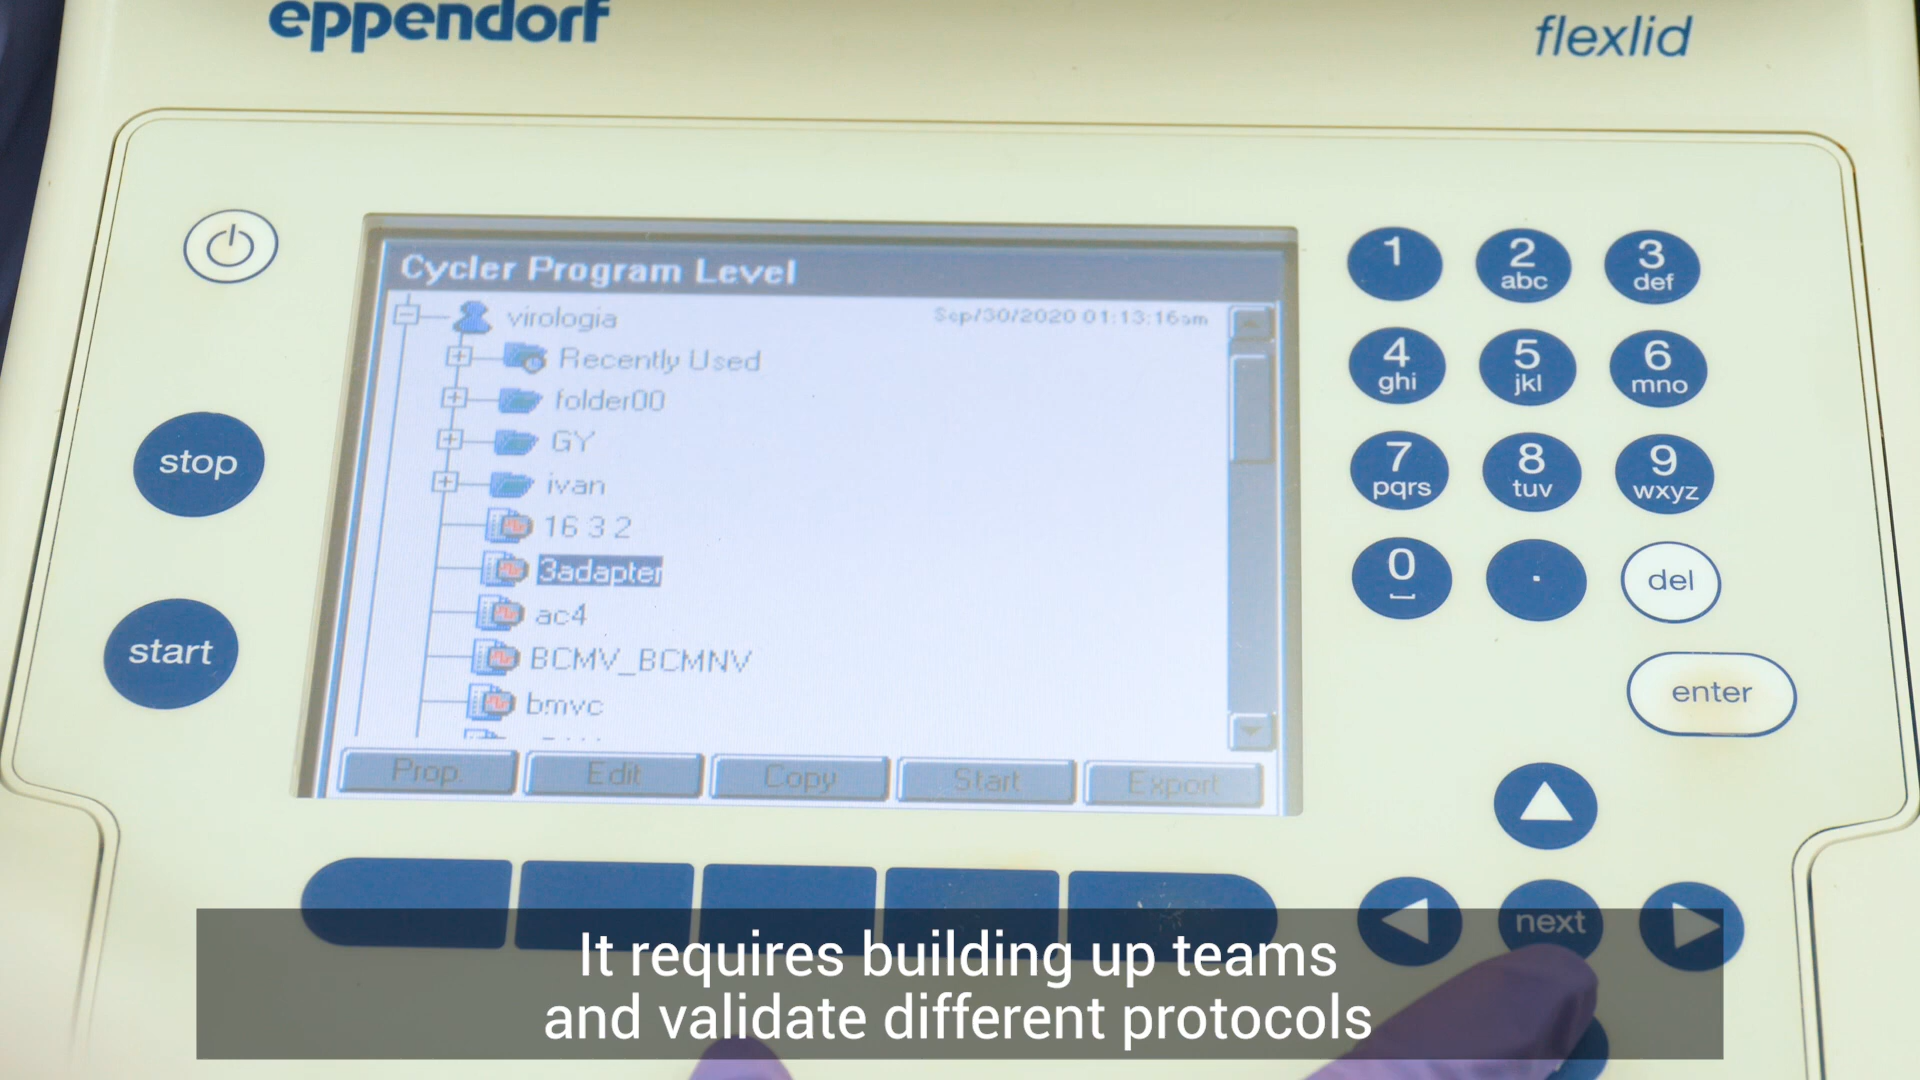 eppendorf
flexlid
Cycler Program Level
virologia
Sep/30/2020 01:13:16am
Recently Used
folder00
GY
ivan
16 3 2
3adapter
ac4
BCMV_BCMNV
bmvc
Prop.
Edit
Copy
Start
Export
stop
start
1
2
abc
3
def
4
ghi
5
jkl
6
mno
7
pqrs
8
tuv
9
wxyz
0
.
del
enter
next
It requires building up teams
and validate different protocols